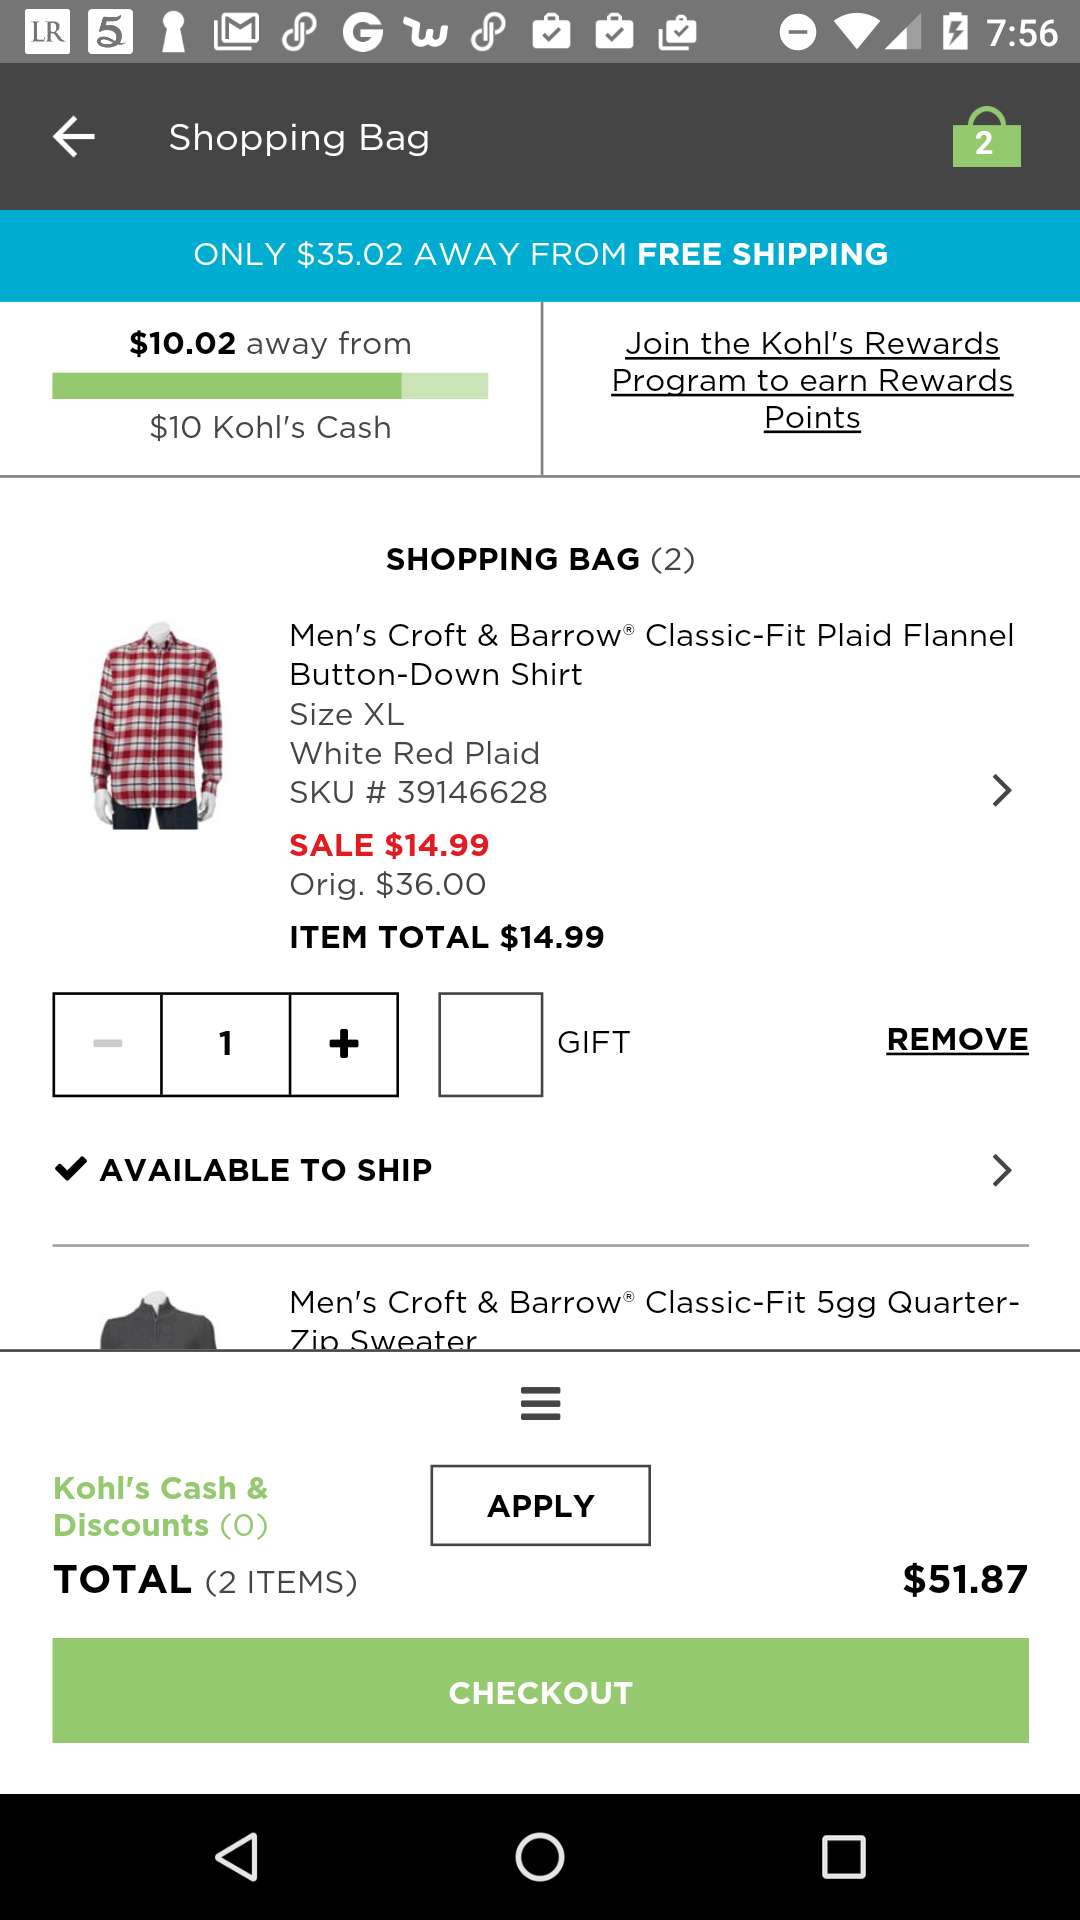 LR 5 G 7:56
Shopping Bag
2
ONLY $35.02 AWAY FROM FREE SHIPPING
$10.02 away from
$10 Kohl's Cash
Join the Kohl's Rewards
Program to earn Rewards
Points
SHOPPING BAG (2)
Men's Croft & Barrow® Classic-Fit Plaid Flannel
Button-Down Shirt
Size XL
White Red Plaid
SKU # 39146628
SALE $14.99
Orig. $36.00
ITEM TOTAL $14.99
1
GIFT
REMOVE
AVAILABLE TO SHIP
Men's Croft & Barrow® Classic-Fit 5gg Quarter-
Zip Sweater
Kohl's Cash &
Discounts (0)
APPLY
TOTAL (2 ITEMS) $51.87
CHECKOUT